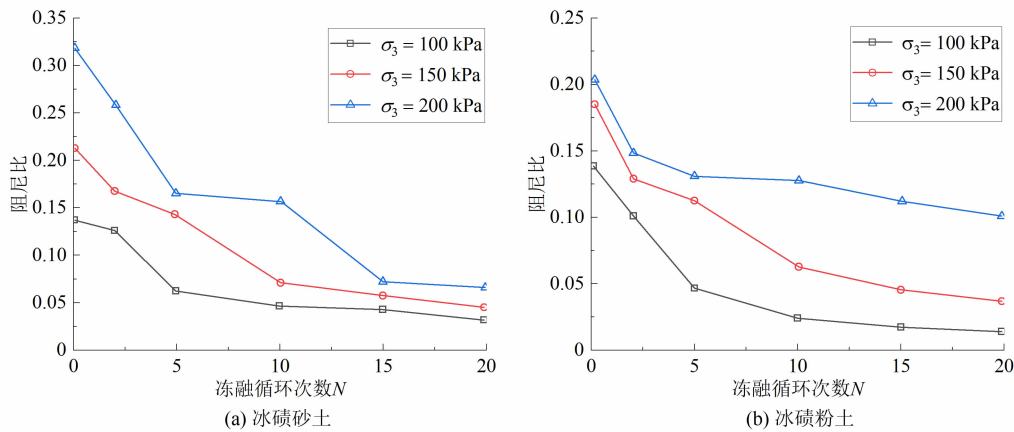 0.35
0.30
0.25
0.20
0.15
0.10
0.05
0
阻尼比
σ3 = 100 kPa
σ3 = 150 kPa
σ3 = 200 kPa
0 5 10 15 20
冻融循环次数N
(a) 冰碛砂土
0.25
0.20
0.15
0.10
0.05
0
阻尼比
σ3= 100 kPa
σ3= 150 kPa
σ3= 200 kPa
0 5 10 15 20
冻融循环次数N
(b) 冰碛粉土